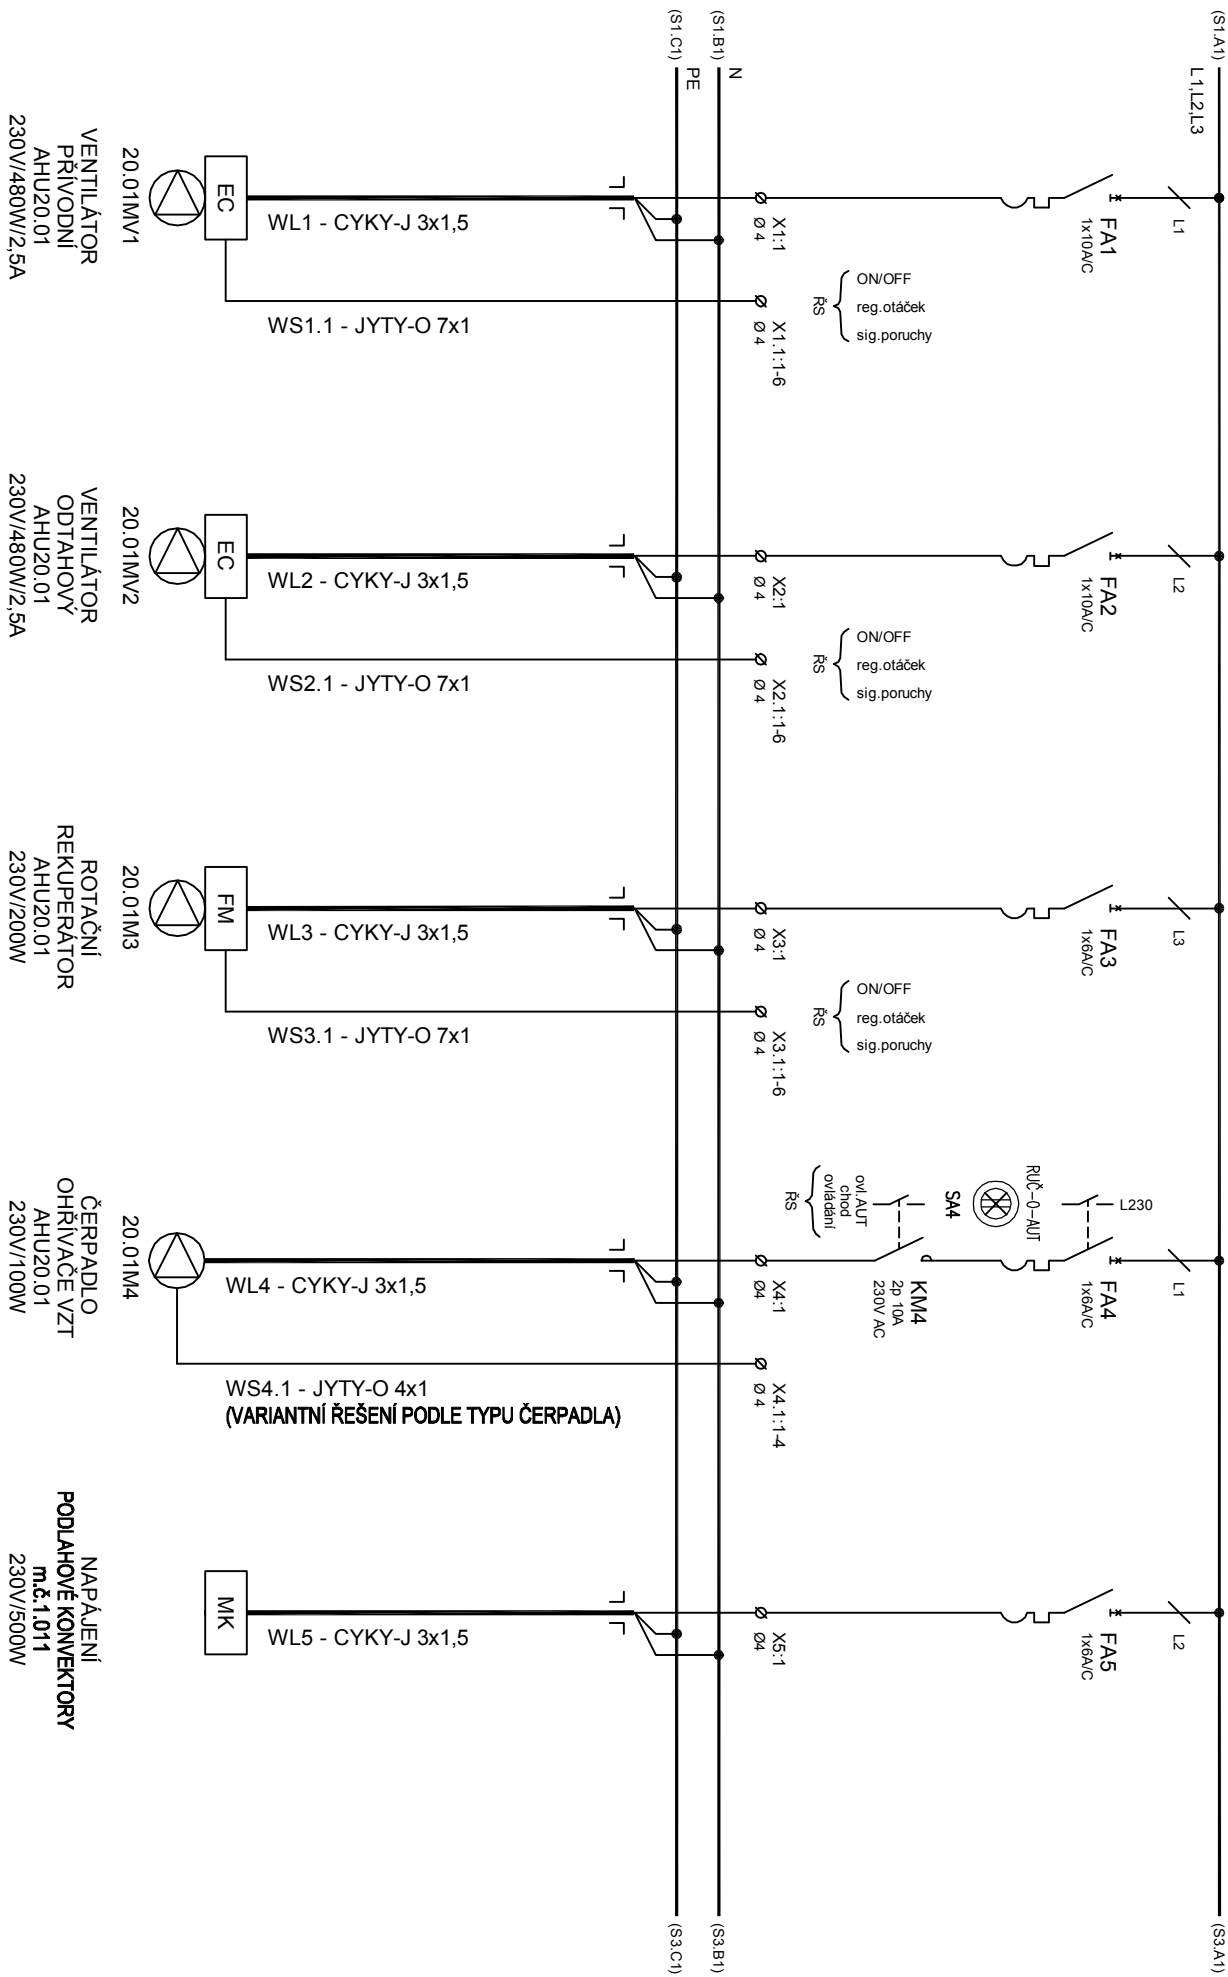 (S1.A1)
L1,L2,L3
(S3.A1)
(S1.B1)
N
(S3.B1)
(S1.C1)
PE
(S3.C1)
L1
FA1
1x10A/C
ON/OFF
reg.otáček
sig.poruchy
ŘS
X1:1
Ø 4
X1.1:1-6
Ø 4
WL1 - CYKY-J 3x1,5
WS1.1 - JYTY-O 7x1
EC
20.01MV1
VENTILÁTOR
PŘÍVODNÍ
AHU20.01
230V/480W/2,5A
L2
FA2
1x10A/C
ON/OFF
reg.otáček
sig.poruchy
ŘS
X2:1
Ø 4
X2.1:1-6
Ø 4
WL2 - CYKY-J 3x1,5
WS2.1 - JYTY-O 7x1
EC
20.01MV2
VENTILÁTOR
ODTAHOVÝ
AHU20.01
230V/480W/2,5A
L3
FA3
1x6A/C
ON/OFF
reg.otáček
sig.poruchy
ŘS
X3:1
Ø 4
X3.1:1-6
Ø 4
WL3 - CYKY-J 3x1,5
WS3.1 - JYTY-O 7x1
FM
20.01M3
ROTAČNÍ
REKUPERÁTOR
AHU20.01
230V/200W
L1
L230
FA4
1x6A/C
RUČ-0-AUT
SA4
KM4
2p 10A
230V AC
ovl.AUT
chod
ovládání
ŘS
X4:1
Ø4
X4.1:1-4
Ø 4
WL4 - CYKY-J 3x1,5
WS4.1 - JYTY-O 4x1
(VARIANTNÍ ŘEŠENÍ PODLE TYPU ČERPADLA)
20.01M4
ČERPADLO
OHŘÍVAČE VZT
AHU20.01
230V/100W
L2
FA5
1x6A/C
X5:1
Ø4
WL5 - CYKY-J 3x1,5
MK
NAPÁJENÍ
PODLAHOVÉ KONVEKTORY
m.č.1.011
230V/500W